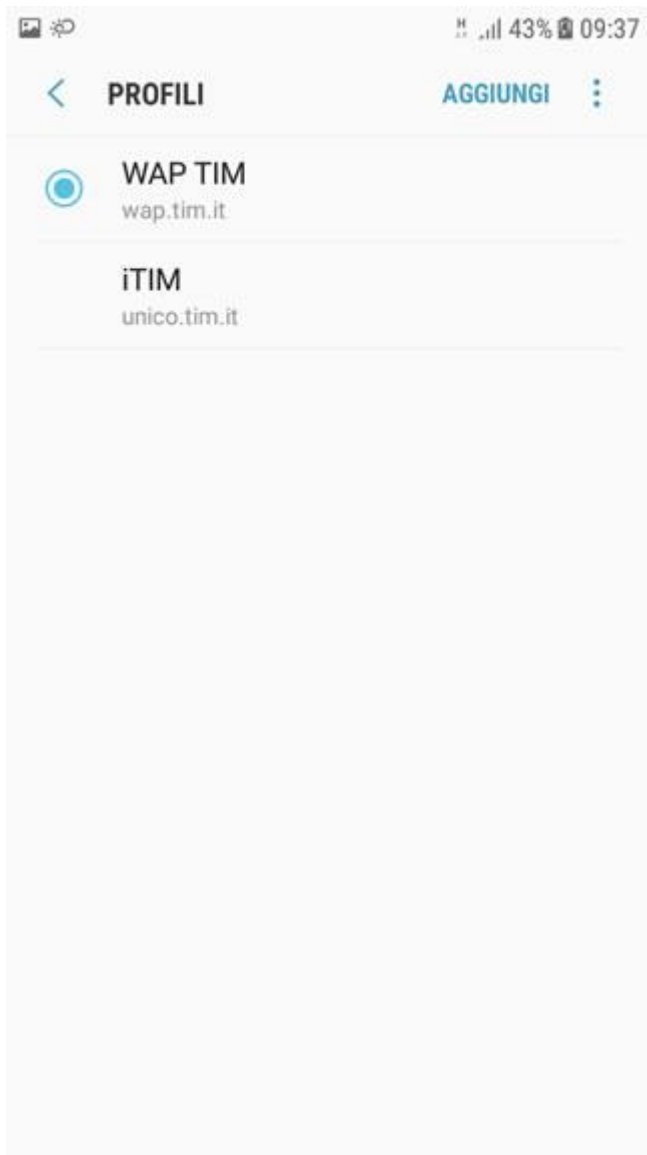 H 43% 09:37
PROFILI AGGIUNGI
WAP TIM
wap.tim.it
iTIM
unico.tim.it